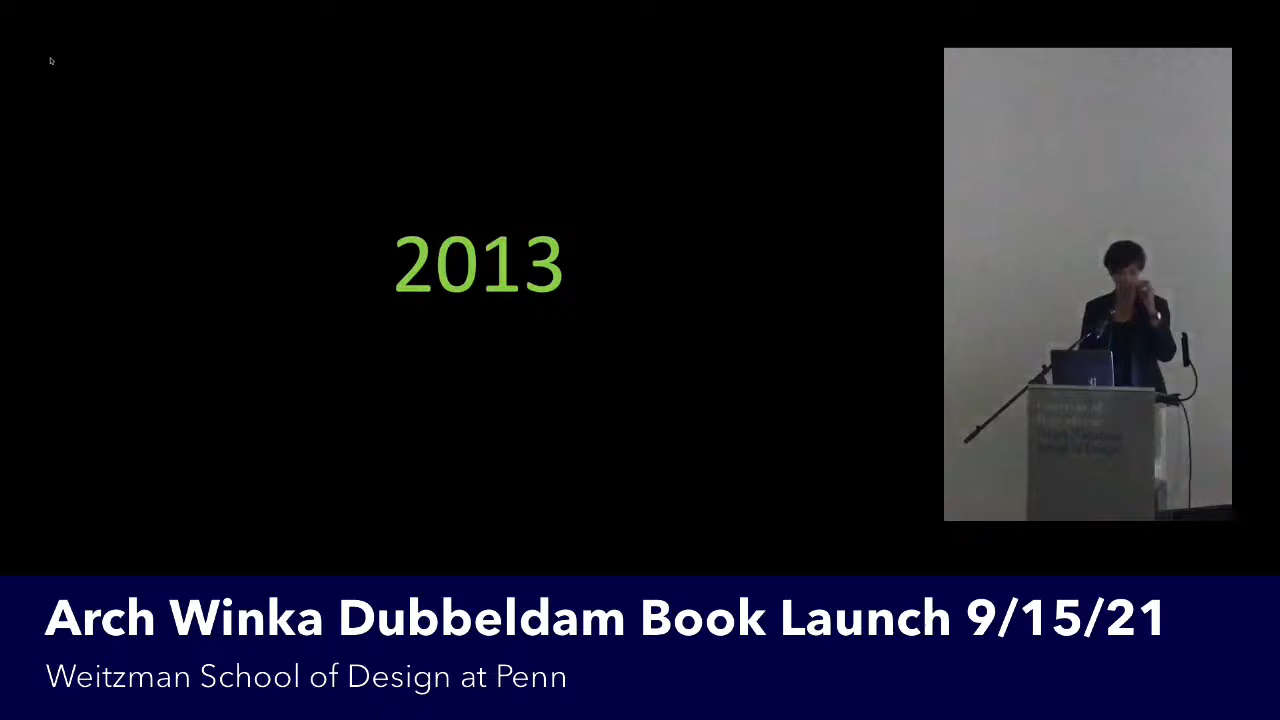 2013
Arch Winka Dubbeldam Book Launch 9/15/21
Weitzman School of Design at Penn